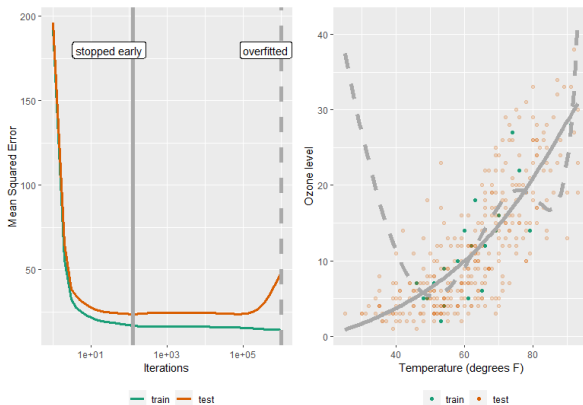 200
150
100
50
Mean Squared Error
stopped early
overfitted
1e+01
1e+03
1e+05
Iterations
train
test
40
30
20
10
0
Ozone level
40
60
80
Temperature (degrees F)
train
test